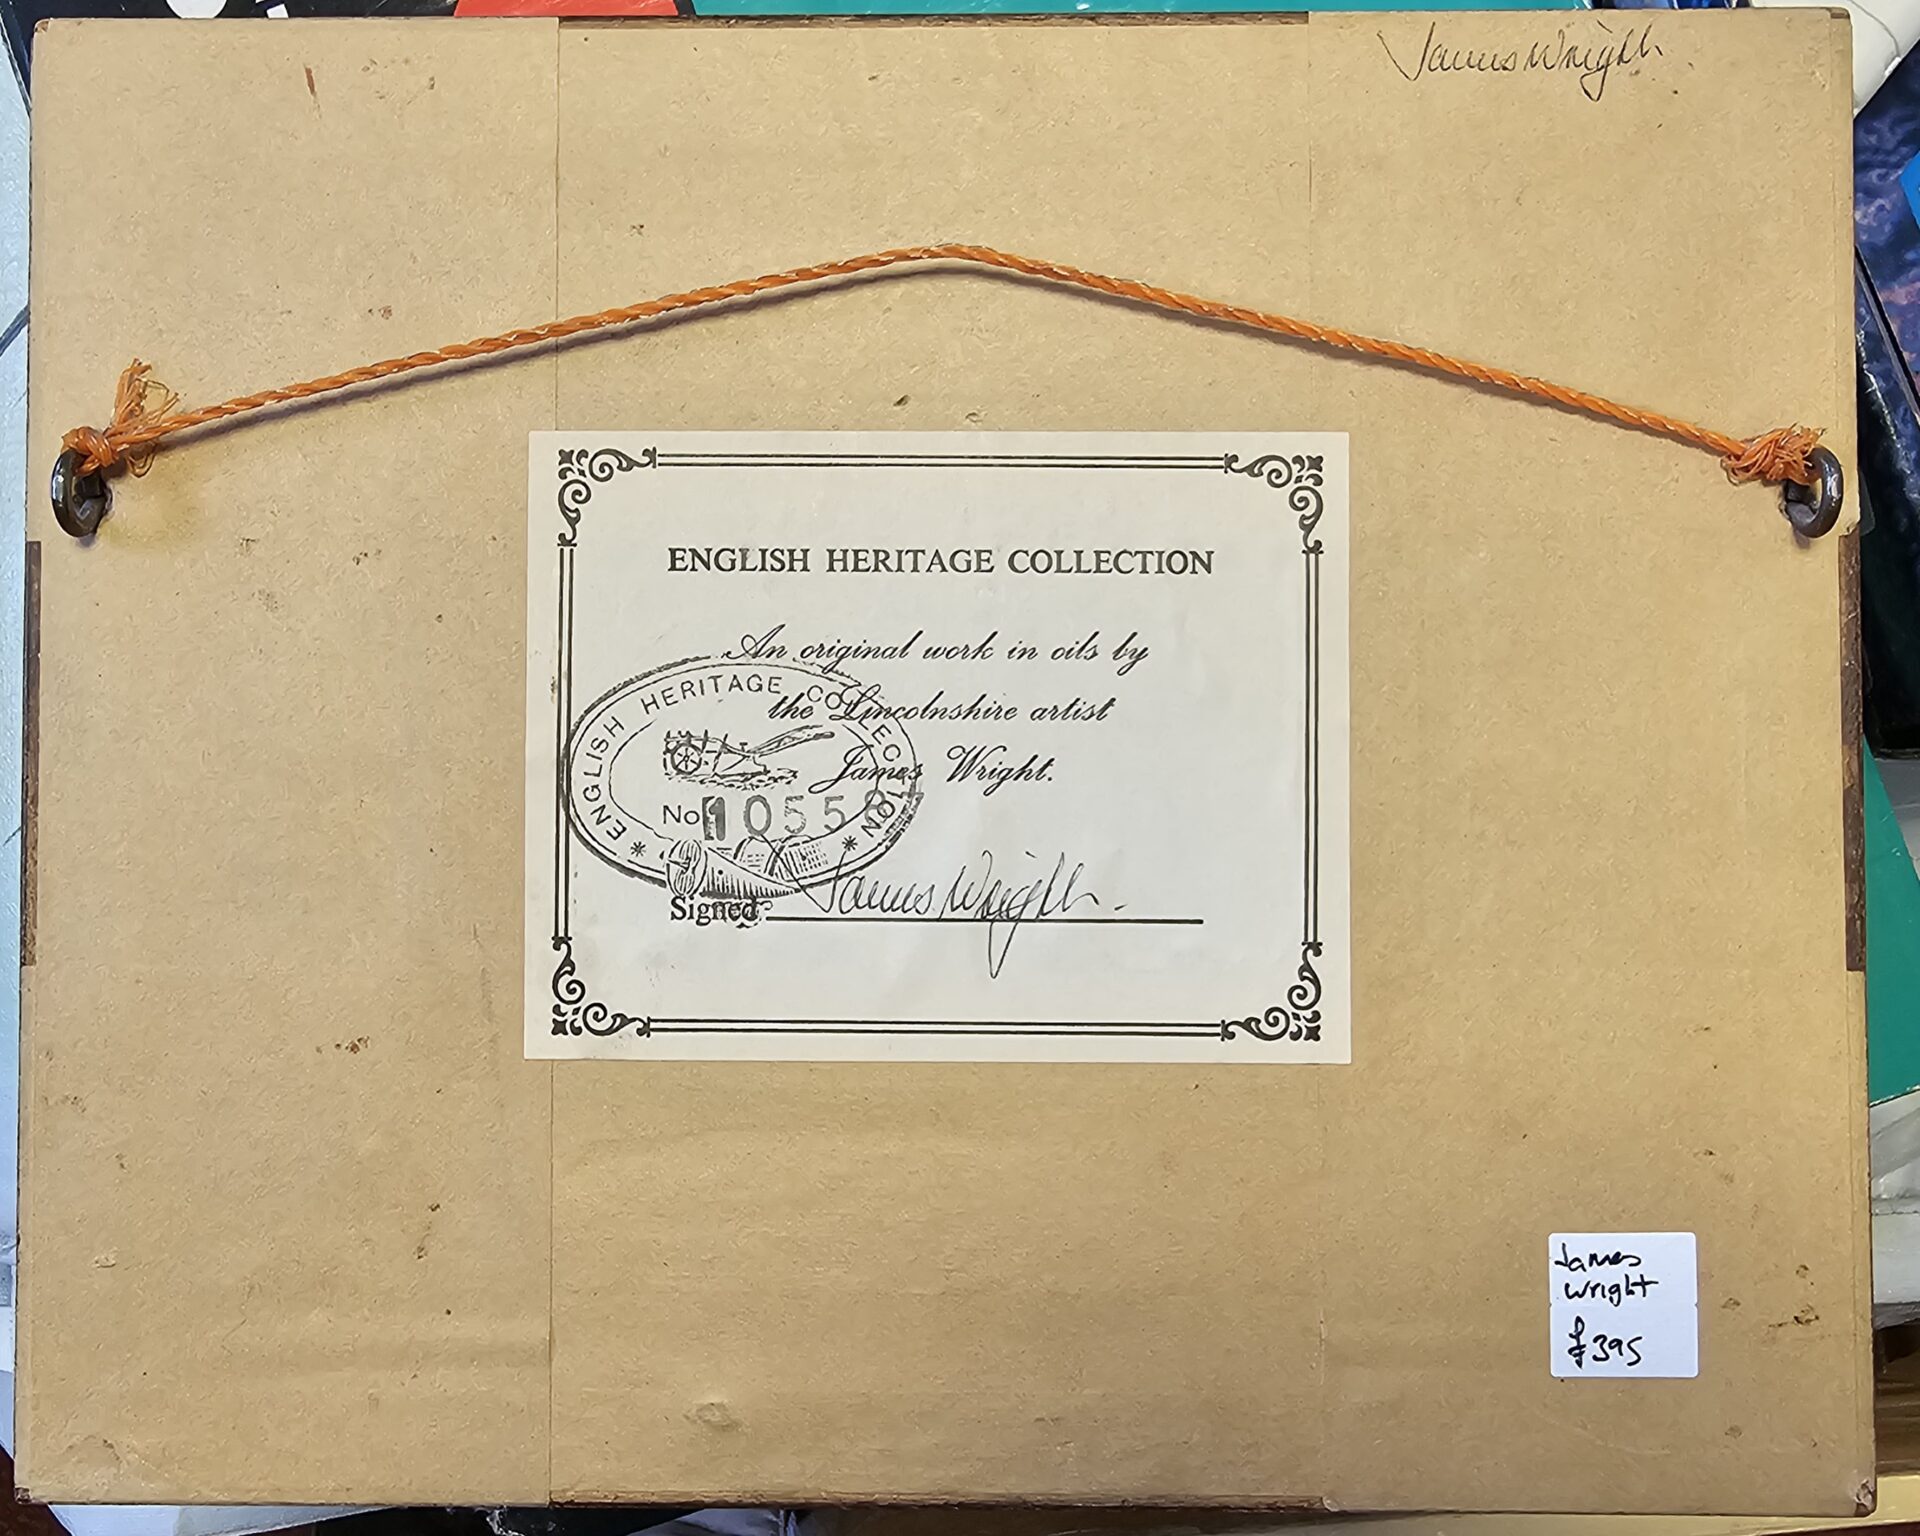 James Wright
ENGLISH HERITAGE COLLECTION
An original work in oils by
the Lincolnshire artist
James Wright.
ENGLISH HERITAGE COLLECTION
No
Signed James Wright.
James
Wright
£395